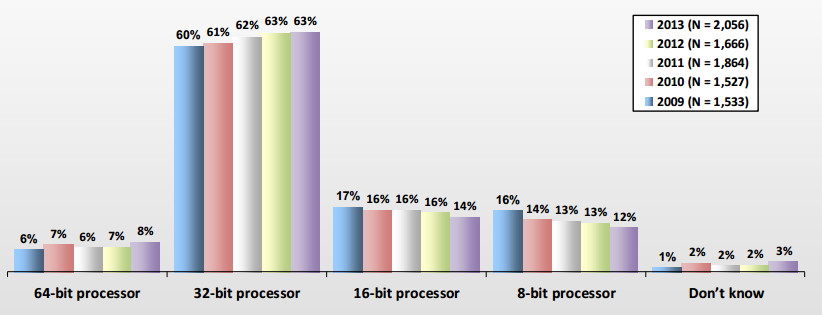 60% 61% 62% 63% 63%
2013 (N = 2,056)
2012 (N = 1,666)
2011 (N = 1,864)
2010 (N = 1,527)
2009 (N = 1,533)
6% 7% 6% 7% 8%
17% 16% 16% 16% 14%
16% 14% 13% 13% 12%
1% 2% 2% 2% 3%
64-bit processor 32-bit processor 16-bit processor 8-bit processor Don't know